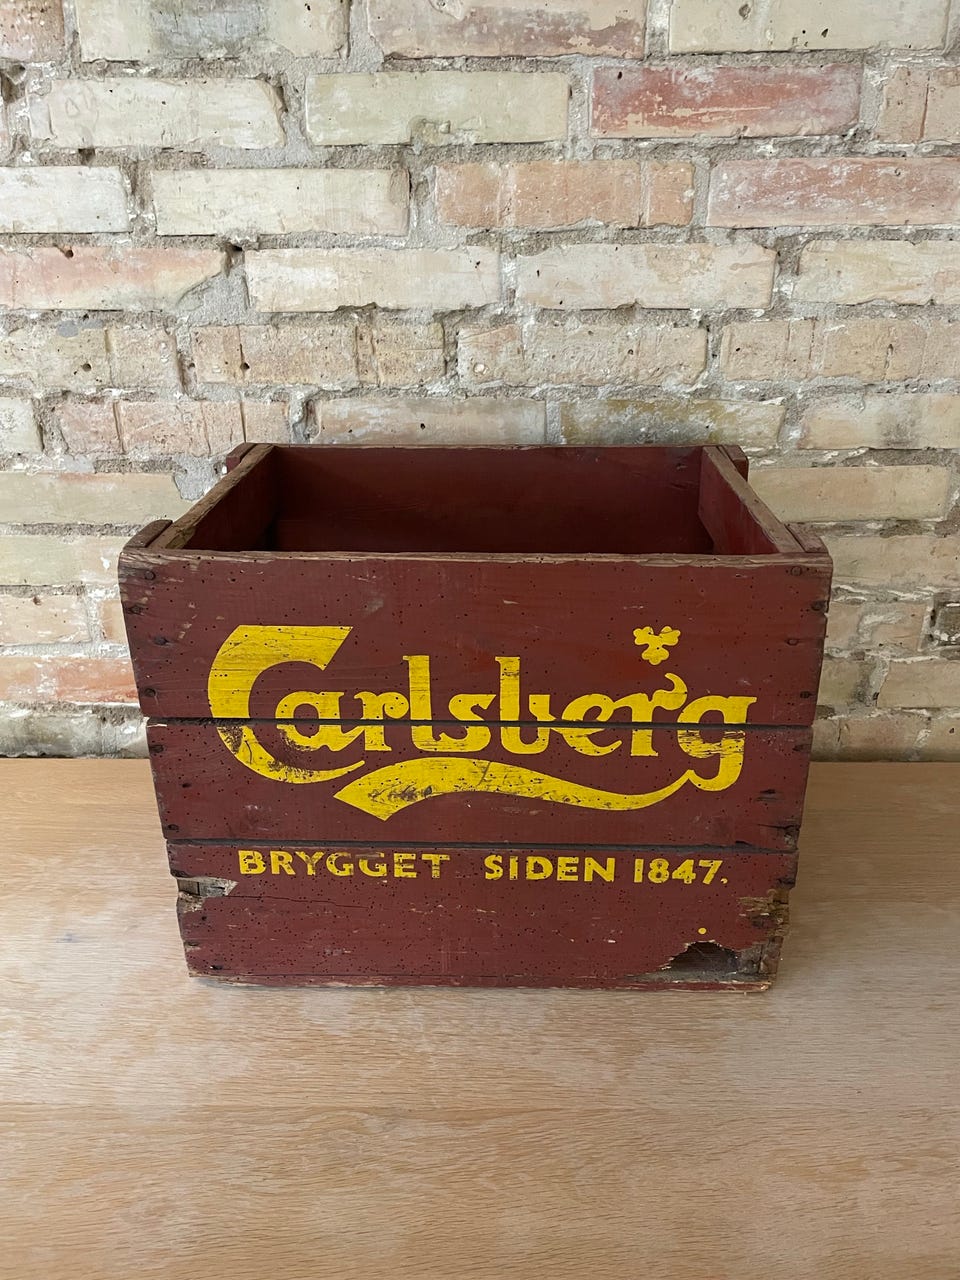 Carlsberg
BRYGGET SIDEN 1847.